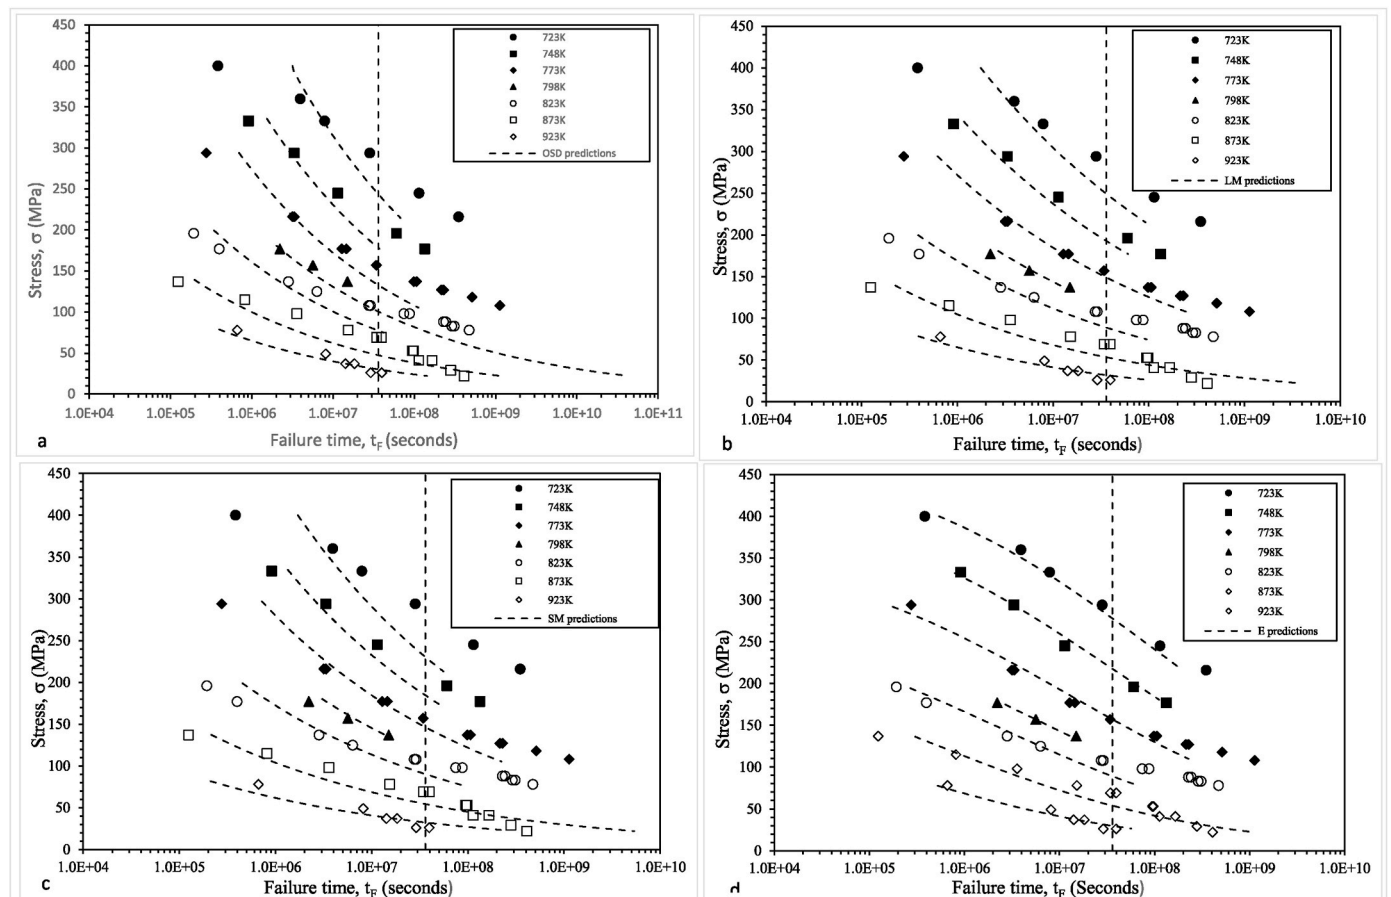 450
400
350
300
250
200
150
100
50
0
Stress, σ (MPa)
1.0E+04 1.0E+05 1.0E+06 1.0E+07 1.0E+08 1.0E+09 1.0E+10 1.0E+11
Failure time, tF (seconds)
723K
748K
773K
798K
823K
873K
923K
OSD predictions
a
450
400
350
300
250
200
150
100
50
0
Stress, σ (MPa)
1.0E+04 1.0E+05 1.0E+06 1.0E+07 1.0E+08 1.0E+09 1.0E+10
Failure time, tF (seconds)
723K
748K
773K
798K
823K
873K
923K
LM predictions
b
450
400
350
300
250
200
150
100
50
0
Stress, σ (MPa)
1.0E+04 1.0E+05 1.0E+06 1.0E+07 1.0E+08 1.0E+09 1.0E+10
Failure time, tF (seconds)
723K
748K
773K
798K
823K
873K
923K
SM predictions
c
450
400
350
300
250
200
150
100
50
0
Stress, σ (MPa)
1.0E+04 1.0E+05 1.0E+06 1.0E+07 1.0E+08 1.0E+09 1.0E+10
Failure time, tF (Seconds)
723K
748K
773K
798K
823K
873K
923K
E predictions
d